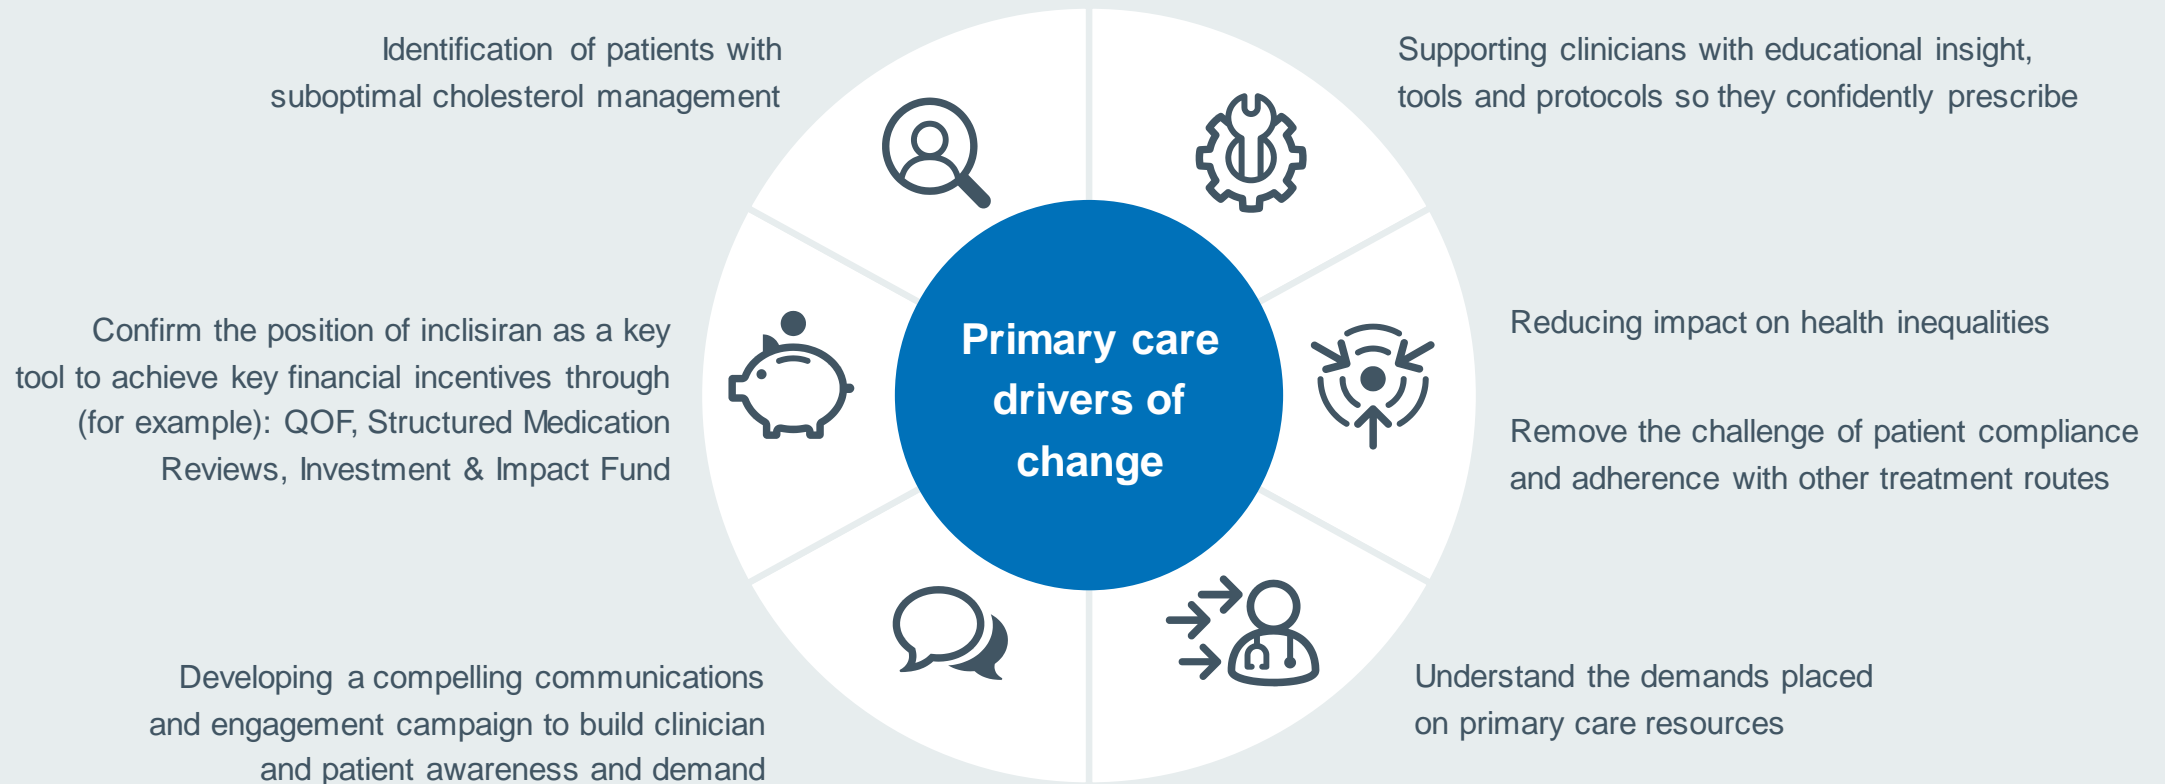 Identification of patients with
suboptimal cholesterol management
Supporting clinicians with educational insight,
tools and protocols so they confidently prescribe
Confirm the position of inclisiran as a key
tool to achieve key financial incentives through
(for example): QOF, Structured Medication
Reviews, Investment & Impact Fund
Primary care
drivers of
change
Reducing impact on health inequalities
Remove the challenge of patient compliance
and adherence with other treatment routes
Developing a compelling communications
and engagement campaign to build clinician
and patient awareness and demand
Understand the demands placed
on primary care resources